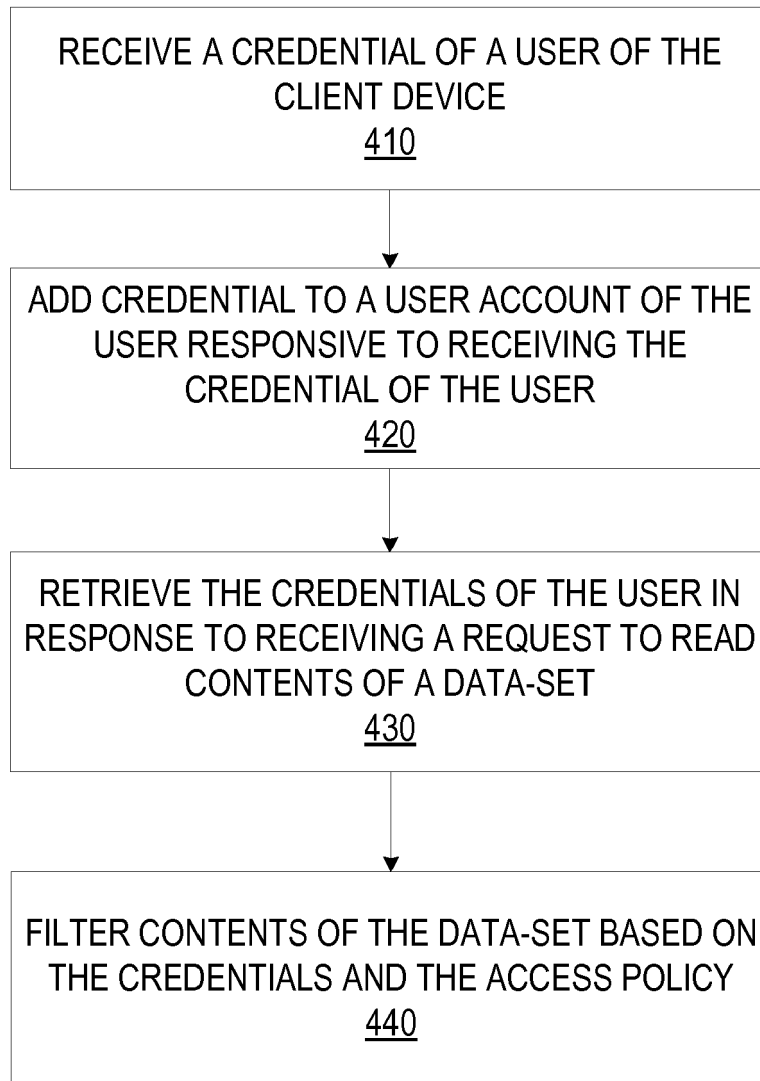 RECEIVE A CREDENTIAL OF A USER OF THE
CLIENT DEVICE
410
ADD CREDENTIAL TO A USER ACCOUNT OF THE
USER RESPONSIVE TO RECEIVING THE
CREDENTIAL OF THE USER
420
RETRIEVE THE CREDENTIALS OF THE USER IN
RESPONSE TO RECEIVING A REQUEST TO READ
CONTENTS OF A DATA-SET
430
FILTER CONTENTS OF THE DATA-SET BASED ON
THE CREDENTIALS AND THE ACCESS POLICY
440